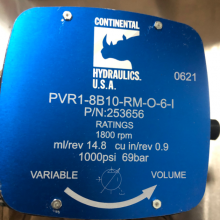 CONTINENTAL
HYDRAULICS.
U.S.A.
0621
PVR1-8B10-RM-O-6-I
P/N:253656
RATINGS
1800 rpm
ml/rev 14.8 cu in/rev 0.9
1000psi 69bar
VARIABLE VOLUME